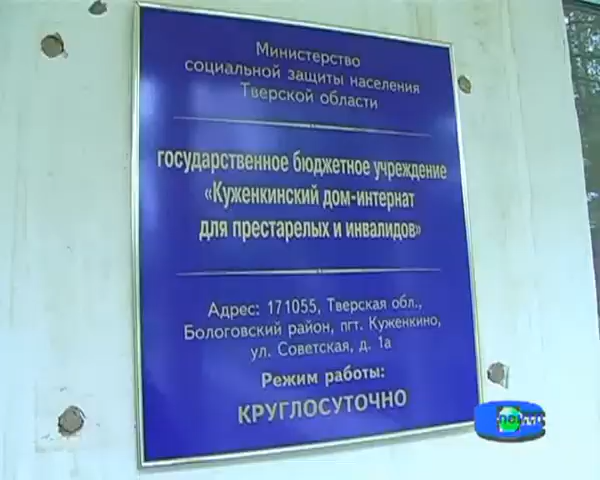 Министерство
социальной защиты населения
Тверской области
государственное бюджетное учреждение
«Куженкинский дом-интернат
для престарелых и инвалидов»
Адрес: 171055, Тверская обл.,
Бологовский район, пгт. Куженкино,
ул. Советская, д. 1а
Режим работы:
КРУГЛОСУТОЧНО